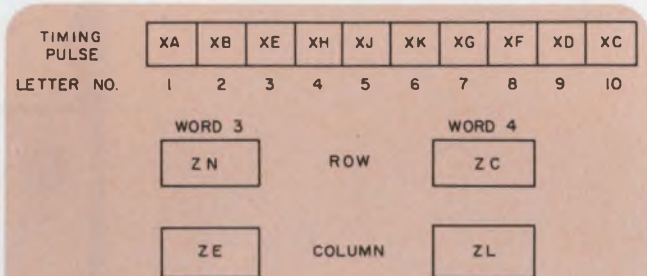 TIMING PULSE XA XB XE XH XJ XK XG XF XD XC
LETTER NO. 1 2 3 4 5 6 7 8 9 10
WORD 3 WORD 4
ZN ROW ZC
ZE COLUMN ZL